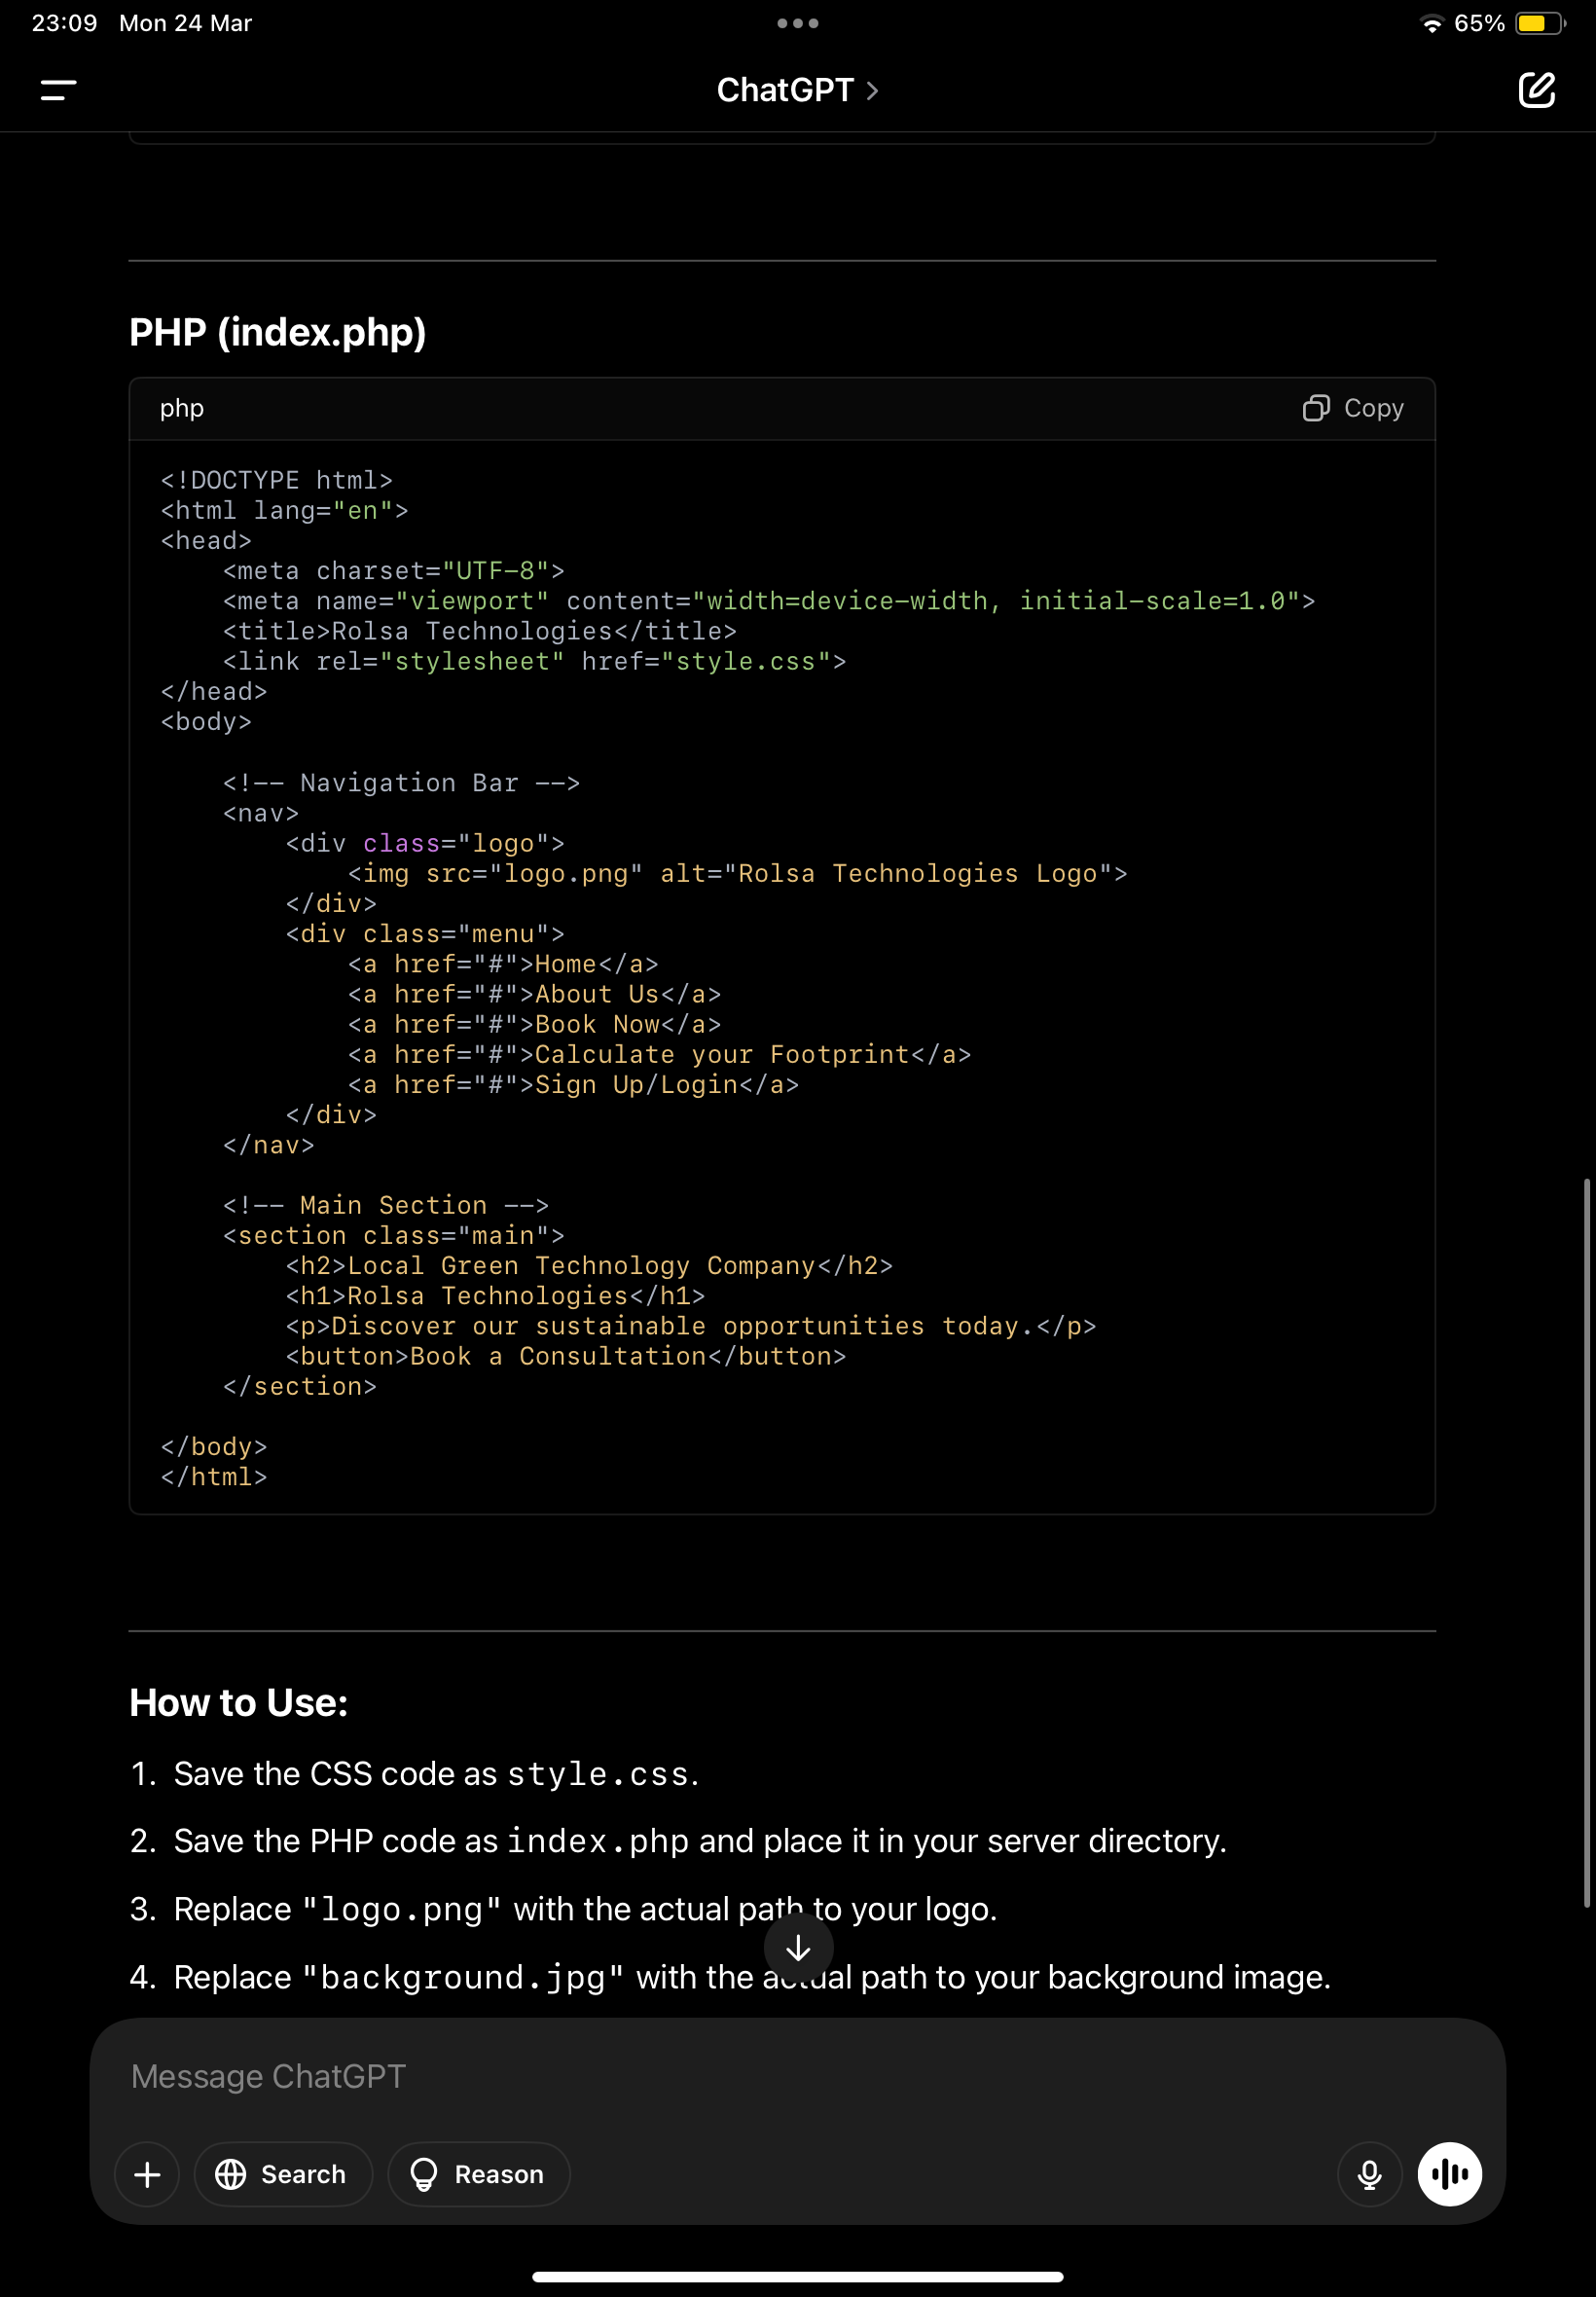 23:09 Mon 24 Mar
65%
ChatGPT >
PHP (index.php)
php
Copy
<!DOCTYPE html>
<html lang="en">
<head>
    <meta charset="UTF-8">
    <meta name="viewport" content="width=device-width, initial-scale=1.0">
    <title>Rolsa Technologies</title>
    <link rel="stylesheet" href="style.css">
</head>
<body>

    <!-- Navigation Bar -->
    <nav>
        <div class="logo">
            <img src="logo.png" alt="Rolsa Technologies Logo">
        </div>
        <div class="menu">
            <a href="#">Home</a>
            <a href="#">About Us</a>
            <a href="#">Book Now</a>
            <a href="#">Calculate your Footprint</a>
            <a href="#">Sign Up/Login</a>
        </div>
    </nav>

    <!-- Main Section -->
    <section class="main">
        <h2>Local Green Technology Company</h2>
        <h1>Rolsa Technologies</h1>
        <p>Discover our sustainable opportunities today.</p>
        <button>Book a Consultation</button>
    </section>

</body>
</html>
How to Use:
1. Save the CSS code as style.css.
2. Save the PHP code as index.php and place it in your server directory.
3. Replace "logo.png" with the actual path to your logo.
4. Replace "background.jpg" with the actual path to your background image.
Message ChatGPT
Search
Reason